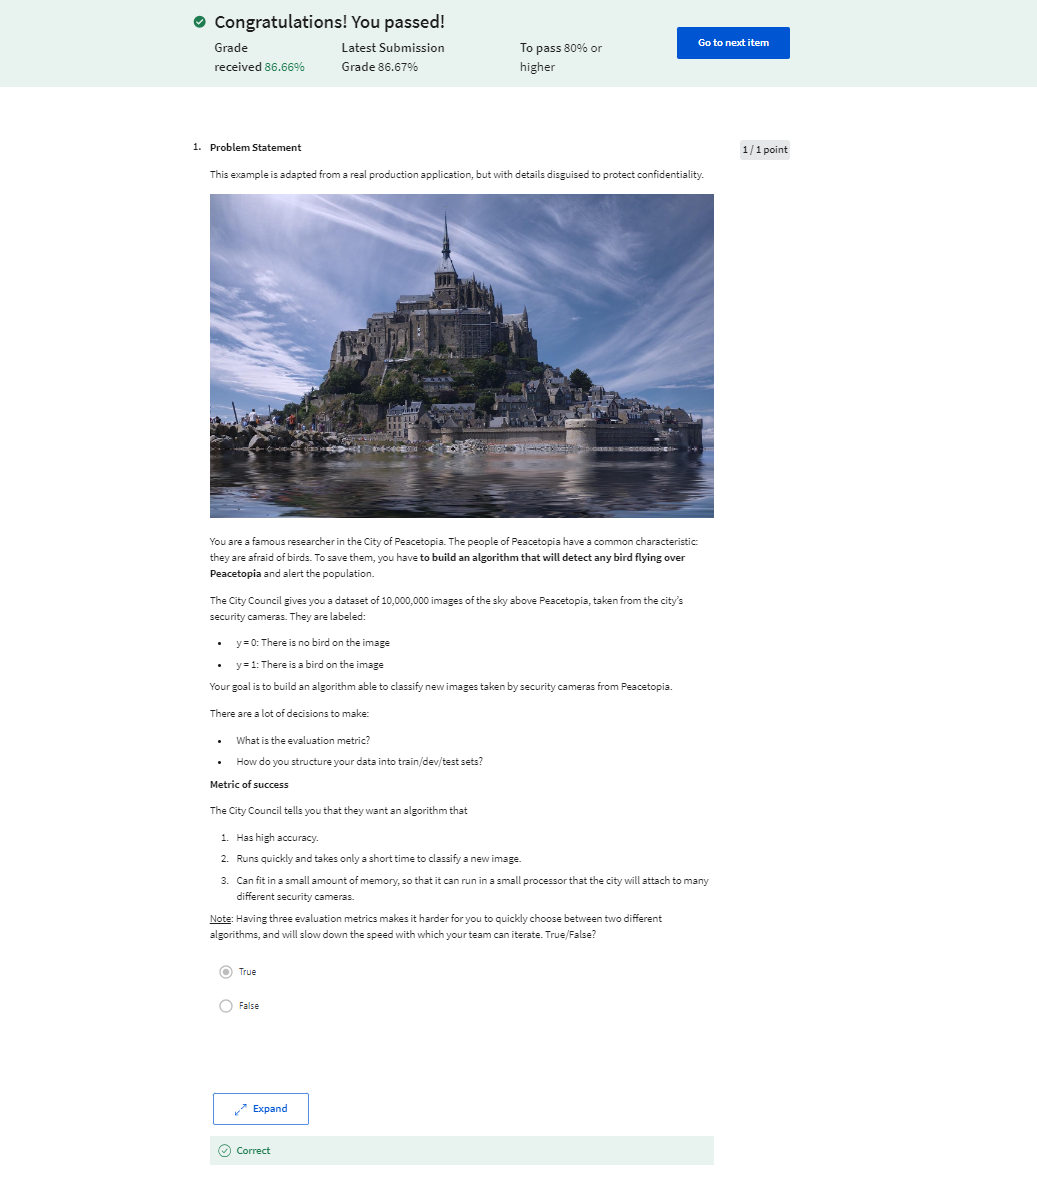 Congratulations! You passed!
Grade
received 86.66%
Latest Submission
Grade 86.67%
To pass 80% or
higher
Go to next item
1. Problem Statement
1 / 1 point
This example is adapted from a real production application, but with details disguised to protect confidentiality.
You are a famous researcher in the City of Peacetopia. The people of Peacetopia have a common characteristic:
they are afraid of birds. To save them, you have to build an algorithm that will detect any bird flying over
Peacetopia and alert the population.
The City Council gives you a dataset of 10,000,000 images of the sky above Peacetopia, taken from the city's
security cameras. They are labeled:
• y = 0: There is no bird on the image
• y = 1: There is a bird on the image
Your goal is to build an algorithm able to classify new images taken by security cameras from Peacetopia.
There are a lot of decisions to make:
• What is the evaluation metric?
• How do you structure your data into train/dev/test sets?
Metric of success
The City Council tells you that they want an algorithm that
1. Has high accuracy.
2. Runs quickly and takes only a short time to classify a new image.
3. Can fit in a small amount of memory, so that it can run in a small processor that the city will attach to many
different security cameras.
Note: Having three evaluation metrics makes it harder for you to quickly choose between two different
algorithms, and will slow down the speed with which your team can iterate. True/False?
True
False
Expand
Correct